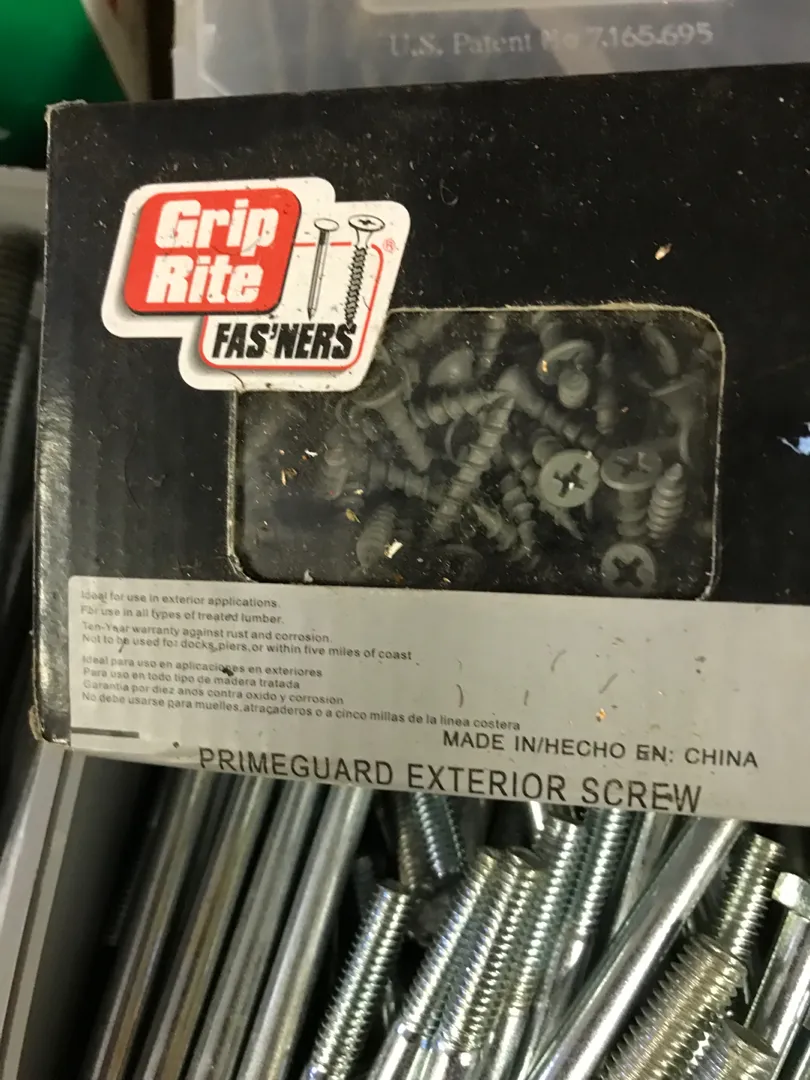 U.S. Patent No 7.165.695
Grip
Rite
®
FAS'NERS
Ideal for use in exterior applications.
For use in all types of treated lumber.
Ten-Year warranty against rust and corrosion.
Not to be used for docks,piers,or within five miles of coast
Ideal para uso en aplicaciones en exteriores
Para uso en todo tipo de madera tratada
Garantia por diez anos contra oxido y corrosion
No debe usarse para muelles,atracaderos o a cinco millas de la linea costera
MADE IN/HECHO EN: CHINA
PRIMEGUARD EXTERIOR SCREW